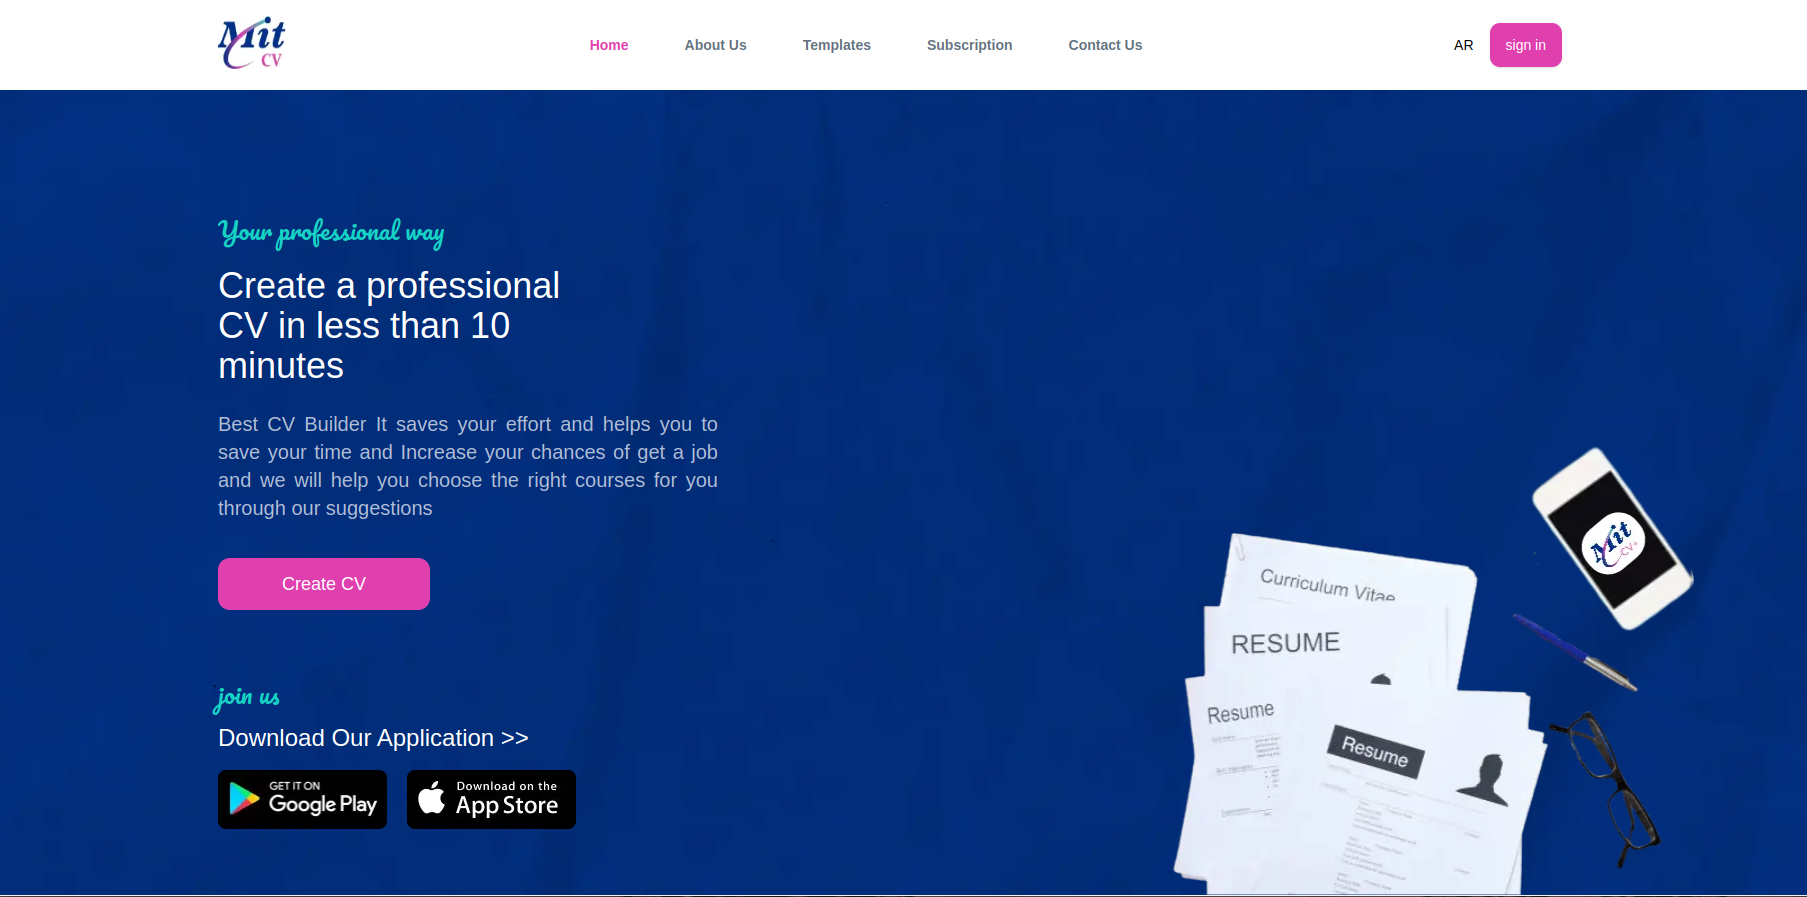 Mit
CV
Home
About Us
Templates
Subscription
Contact Us
AR
sign in
Your professional way
Create a professional
CV in less than 10
minutes
Best CV Builder It saves your effort and helps you to
save your time and Increase your chances of get a job
and we will help you choose the right courses for you
through our suggestions
Create CV
join us
Download Our Application >>
GET IT ON
Google Play
Download on the
App Store
Mit
CV
Curriculum Vitae
RESUME
Resume
Resume